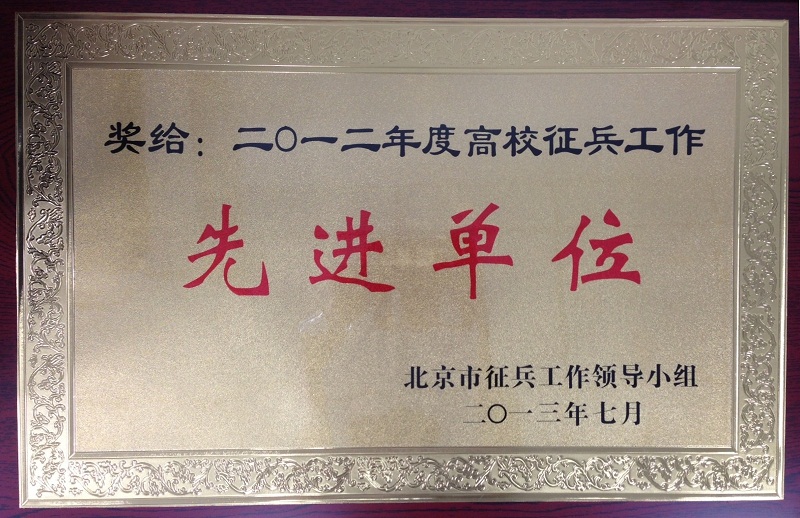 奖给：二〇一二年度高校征兵工作
先进单位
北京市征兵工作领导小组
二〇一三年七月